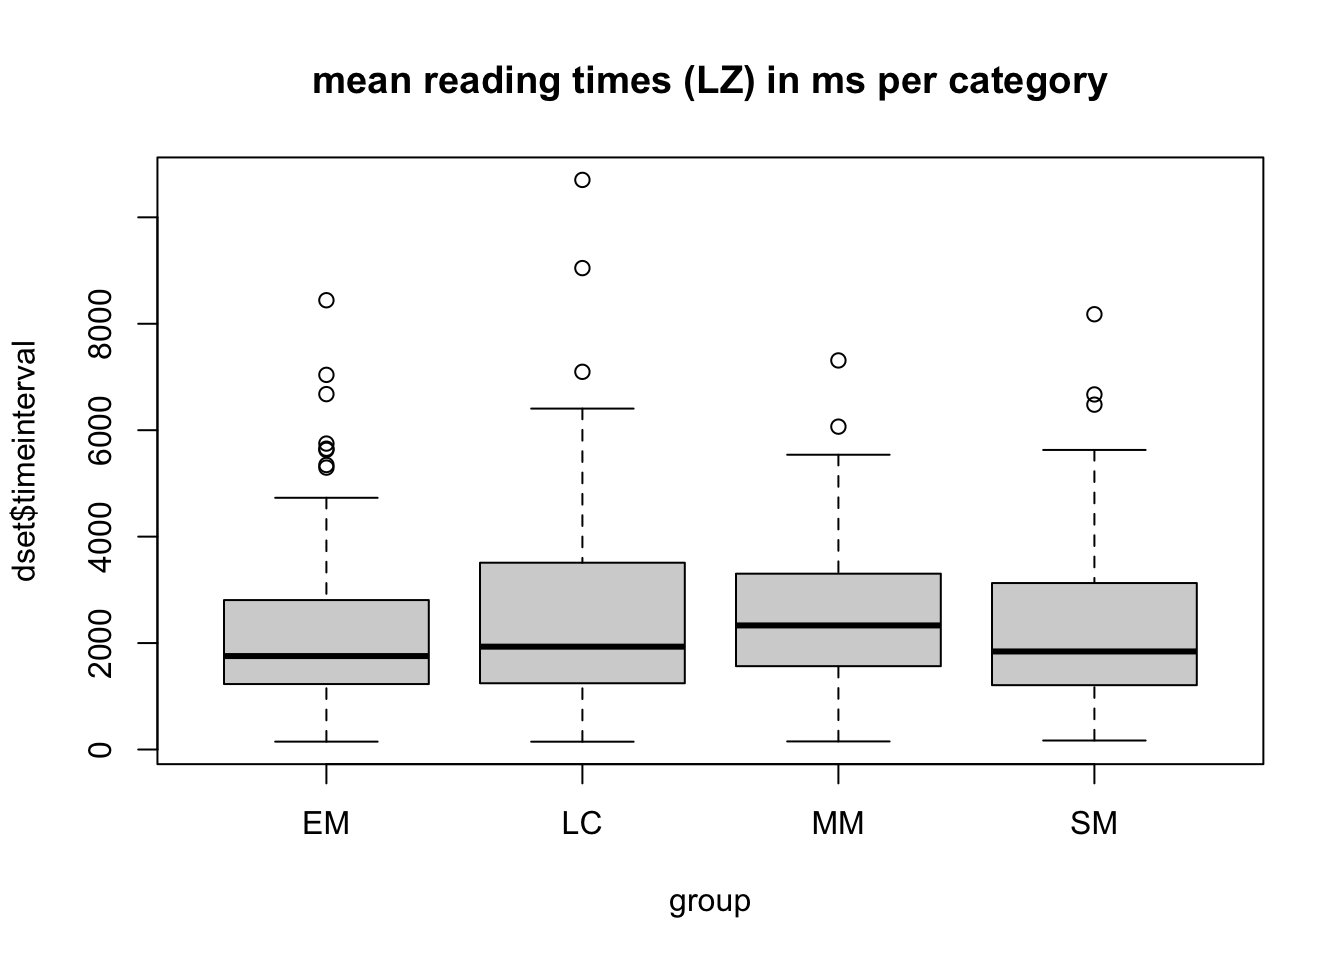 mean reading times (LZ) in ms per category
dset$timeinterval
8000
6000
4000
2000
0
EM LC MM SM
group